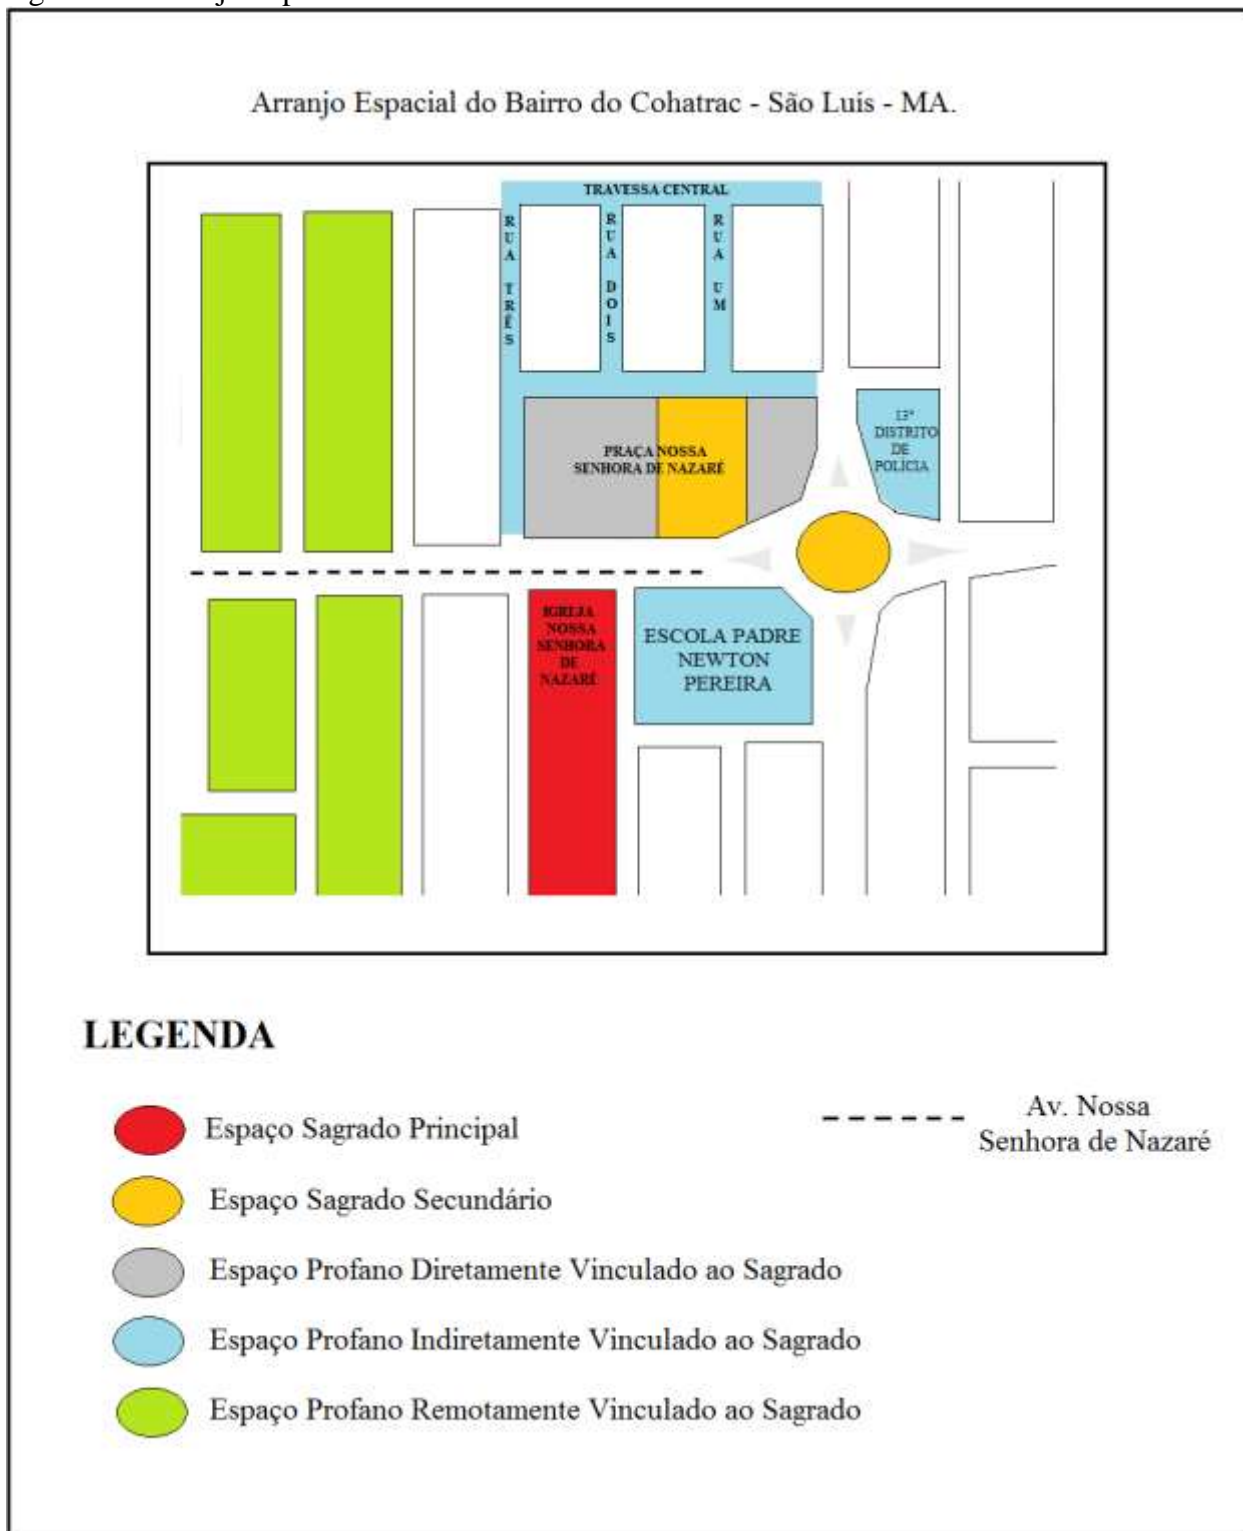 Arranjo Espacial do Bairro do Cohatrac - São Luís - MA.
TRAVESSA CENTRAL
RUA TRÊS
RUA DOIS
RUA UM
13º
DISTRITO
DE
POLICIA
PRAÇA NOSSA
SENHORA DE NAZARÉ
IGREJA
NOSSA
SENHORA
DE
NAZARÉ
ESCOLA PADRE
NEWTON
PEREIRA
LEGENDA
Espaço Sagrado Principal
Espaço Sagrado Secundário
Espaço Profano Diretamente Vinculado ao Sagrado
Espaço Profano Indiretamente Vinculado ao Sagrado
Espaço Profano Remotamente Vinculado ao Sagrado
Av. Nossa
Senhora de Nazaré